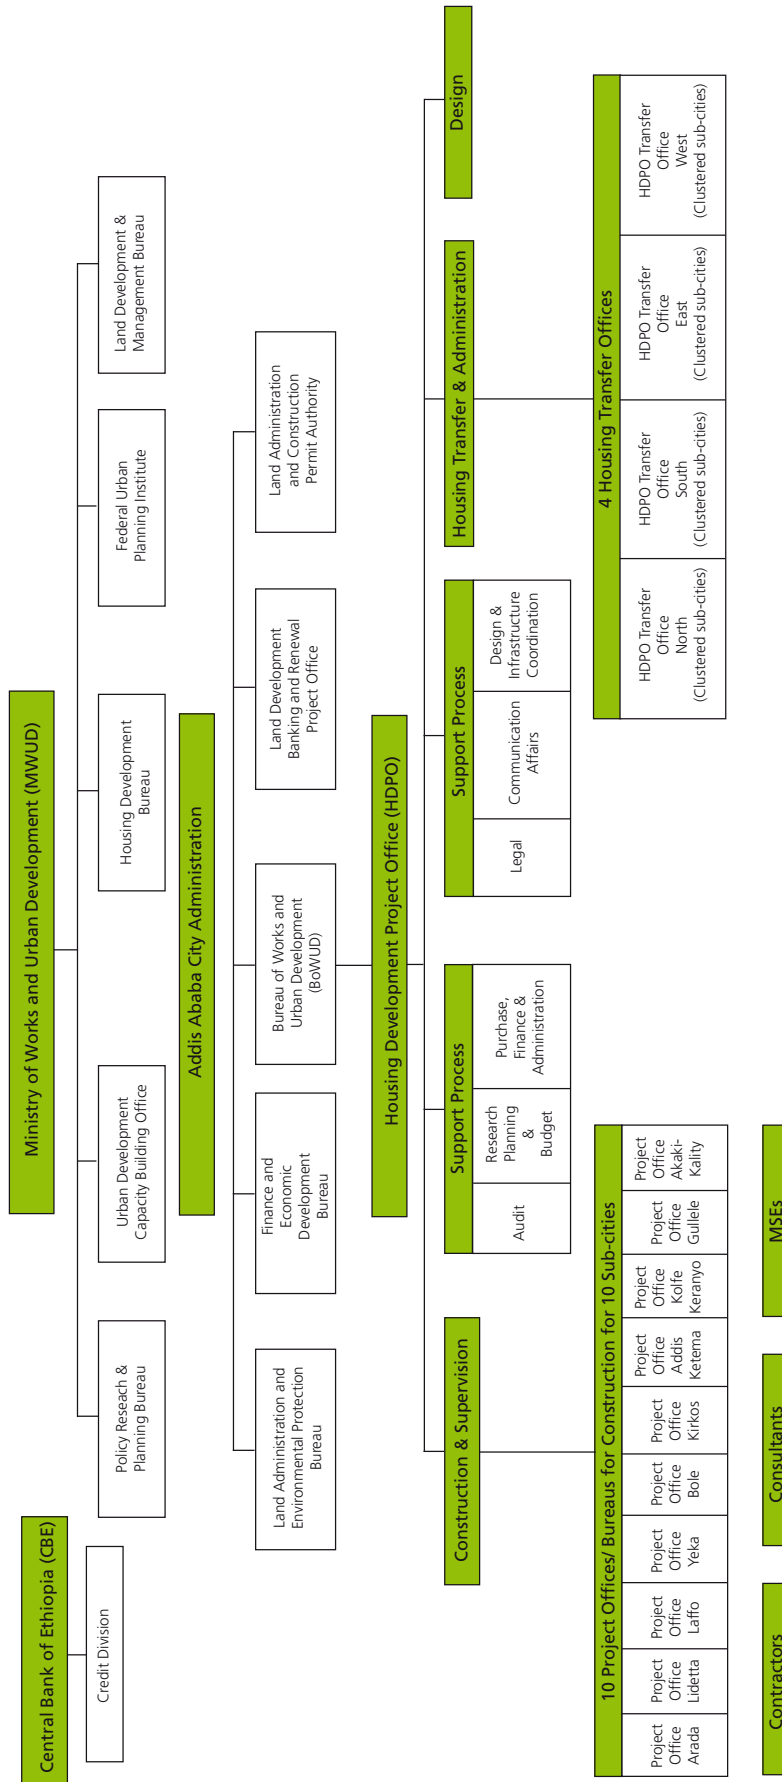 Central Bank of Ethiopia (CBE)
Credit Division
Ministry of Works and Urban Development (MWUD)
Policy Reseach &
Planning Bureau
Urban Development
Capacity Building Office
Housing Development
Bureau
Federal Urban
Planning Institute
Land Development &
Management Bureau
Addis Ababa City Administration
Land Administration and
Environmental Protection
Bureau
Finance and
Economic
Development
Bureau
Bureau of Works and
Urban Development
(BoWUD)
Land Development
Banking and Renewal
Project Office
Land Administration
and Construction
Permit Authority
Housing Development Project Office (HDPO)
Construction & Supervision
Support Process
Audit
Research
Planning
&
Budget
Purchase,
Finance &
Administration
Support Process
Legal
Communication
Affairs
Design &
Infrastructure
Coordination
Housing Transfer & Administration
Design
10 Project Offices/ Bureaus for Construction for 10 Sub-cities
Project
Office
Arada
Project
Office
Lidetta
Project
Office
Laffo
Project
Office
Yeka
Project
Office
Bole
Project
Office
Kirkos
Project
Office
Addis
Ketema
Project
Office
Kolfe
Keranyo
Project
Office
Gullele
Project
Office
Akaki-
Kality
4 Housing Transfer Offices
HDPO Transfer
Office
North
(Clustered sub-cities)
HDPO Transfer
Office
South
(Clustered sub-cities)
HDPO Transfer
Office
East
(Clustered sub-cities)
HDPO Transfer
Office
West
(Clustered sub-cities)
Contractors
Consultants
MSEs